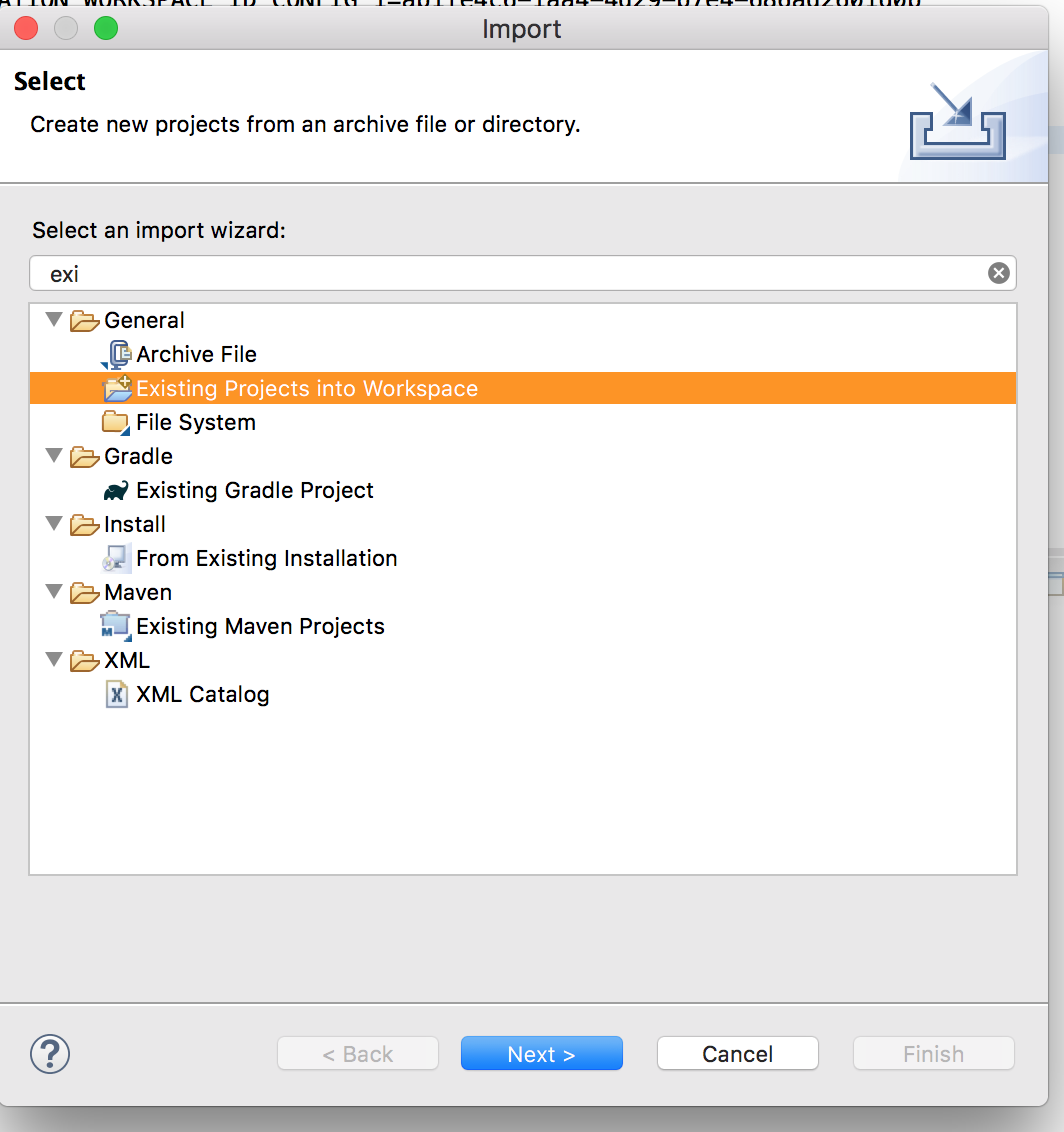 Import
Select
Create new projects from an archive file or directory.
Select an import wizard:
exi
General
Archive File
Existing Projects into Workspace
File System
Gradle
Existing Gradle Project
Install
From Existing Installation
Maven
Existing Maven Projects
XML
XML Catalog
?
< Back
Next >
Cancel
Finish